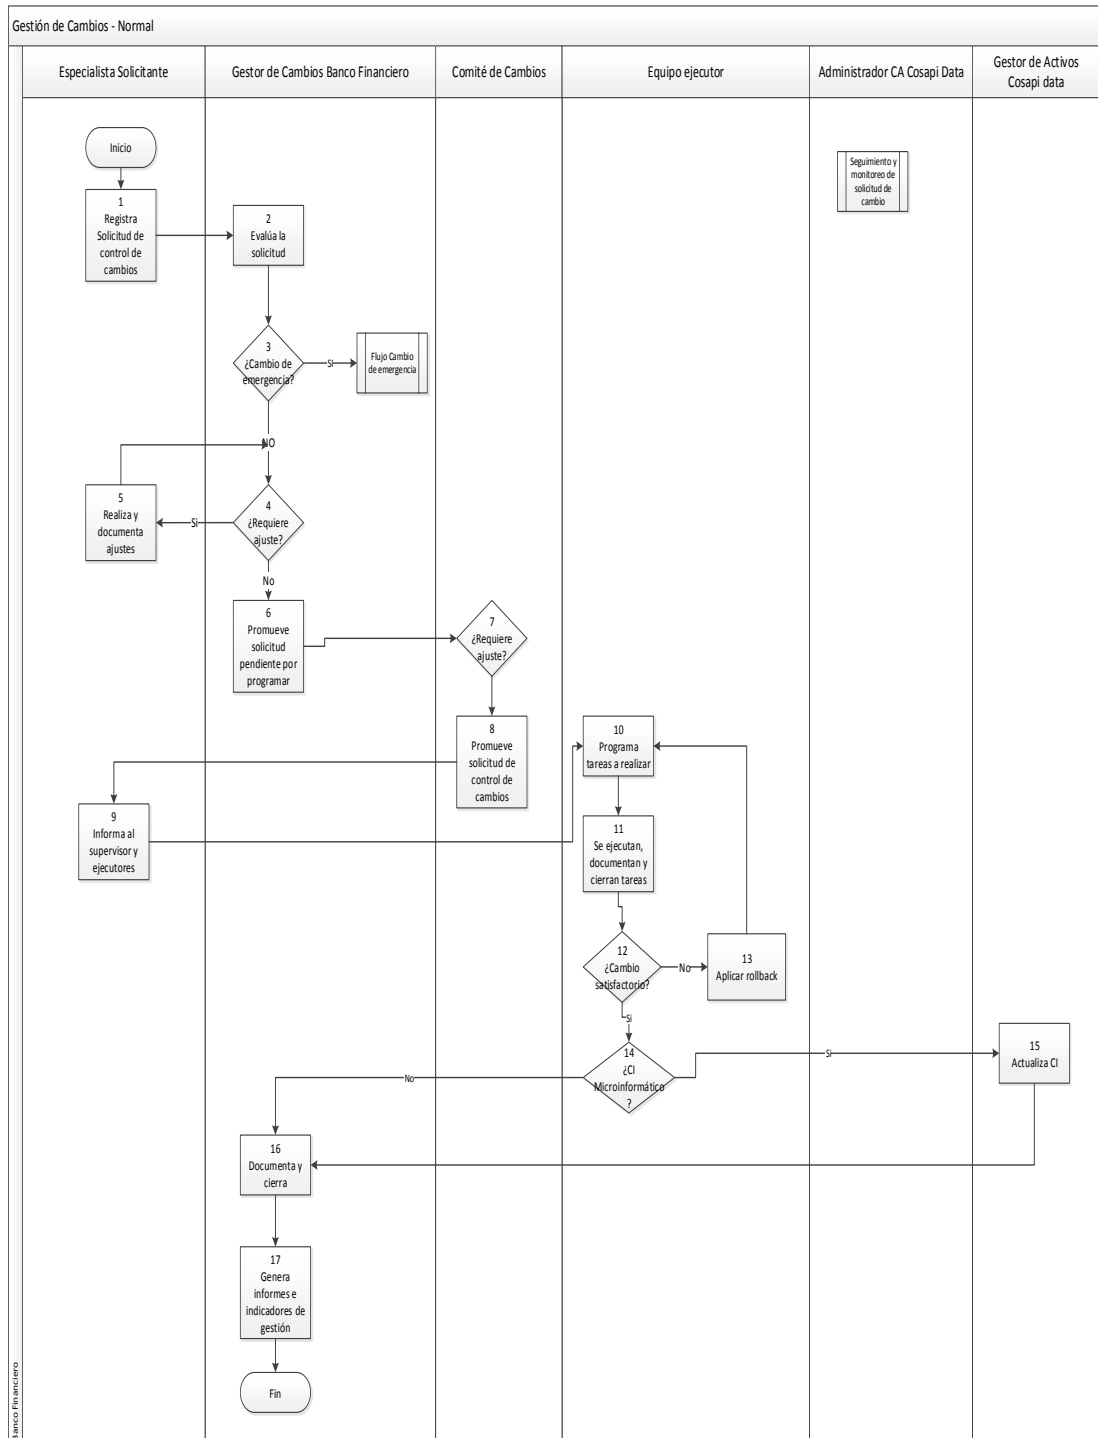 Gestión de Cambios - Normal
Especialista Solicitante
Gestor de Cambios Banco Financiero
Comité de Cambios
Equipo ejecutor
Administrador CA Cosapi Data
Gestor de Activos
Cosapi data
Inicio
Seguimiento y
monitoreo de
solicitud de
cambio
1
Registra
Solicitud de
control de
cambios
2
Evalúa la
solicitud
3
¿Cambio de
emergencia?
Si
Flujo Cambio
de emergencia
NO
4
¿Requiere
ajuste?
Si
5
Realiza y
documenta
ajustes
No
6
Promueve
solicitud
pendiente por
programar
7
¿Requiere
ajuste?
8
Promueve
solicitud de
control de
cambios
9
Informa al
supervisor y
ejecutores
10
Programa
tareas a realizar
11
Se ejecutan,
documentan y
cierran tareas
12
¿Cambio
satisfactorio?
No
13
Aplicar rollback
Si
14
¿CI
Microinformático
?
Si
15
Actualiza CI
No
16
Documenta y
cierra
17
Genera
informes e
indicadores de
gestión
Fin
Banco Financiero